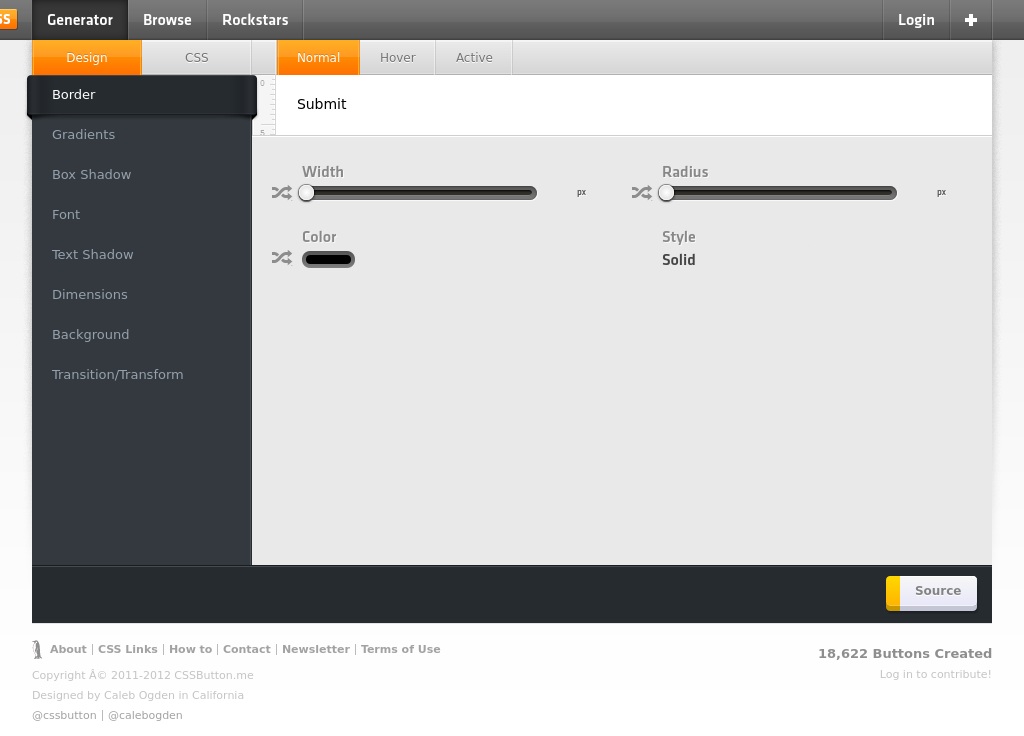 SS
Generator Browse Rockstars Login +
Design CSS Normal Hover Active
Border
0
Submit
5
Gradients
Box Shadow
Font
Text Shadow
Dimensions
Background
Transition/Transform
Width
px
Radius
px
Color
Style
Solid
Source
About | CSS Links | How to | Contact | Newsletter | Terms of Use
18,622 Buttons Created
Log in to contribute!
Copyright Â© 2011-2012 CSSButton.me
Designed by Caleb Ogden in California
@cssbutton | @calebogden